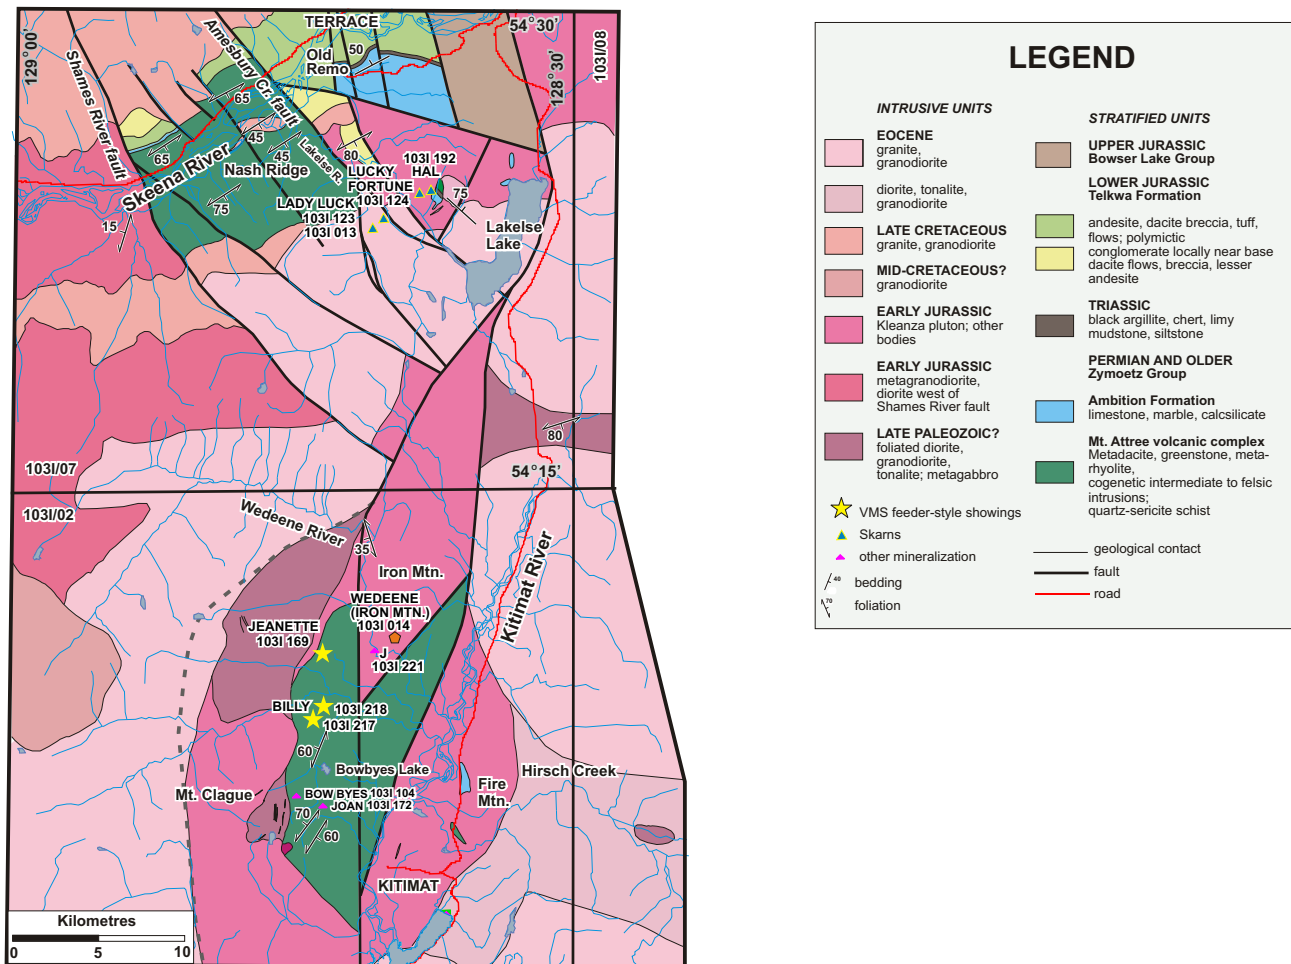 129°00'
TERRACE
54°30'
103I/08
128°30'
Shames River fault
Amesbury Cr. fault
Old
Remo
50
65
45
45
65
Lakelse R.
80
Nash Ridge
Skeena River
75
15
103I 192
HAL
LUCKY
FORTUNE
103I 124
75
LADY LUCK
103I 123
103I 013
Lakelse
Lake
80
103I/07
54°15'
103I/02
Wedeene River
35
Iron Mtn.
Kitimat River
WEDEENE
(IRON MTN.)
103I 014
JEANETTE
103I 169
J
103I 221
BILLY
103I 218
103I 217
60
Bowbyes Lake
Hirsch Creek
Mt. Clague
Fire
Mtn.
BOW BYES 103I 104
JOAN 103I 172
70
60
KITIMAT
Kilometres
0 5 10
LEGEND
INTRUSIVE UNITS
EOCENE
granite,
granodiorite
diorite, tonalite,
granodiorite
LATE CRETACEOUS
granite, granodiorite
MID-CRETACEOUS?
granodiorite
EARLY JURASSIC
Kleanza pluton; other
bodies
EARLY JURASSIC
metagranodiorite,
diorite west of
Shames River fault
LATE PALEOZOIC?
foliated diorite,
granodiorite,
tonalite; metagabbro
VMS feeder-style showings
Skarns
other mineralization
40
bedding
70
foliation
STRATIFIED UNITS
UPPER JURASSIC
Bowser Lake Group
LOWER JURASSIC
Telkwa Formation
andesite, dacite breccia, tuff,
flows; polymictic
conglomerate locally near base
dacite flows, breccia, lesser
andesite
TRIASSIC
black argillite, chert, limy
mudstone, siltstone
PERMIAN AND OLDER
Zymoetz Group
Ambition Formation
limestone, marble, calcsilicate
Mt. Attree volcanic complex
Metadacite, greenstone, meta-
rhyolite,
cogenetic intermediate to felsic
intrusions;
quartz-sericite schist
geological contact
fault
road